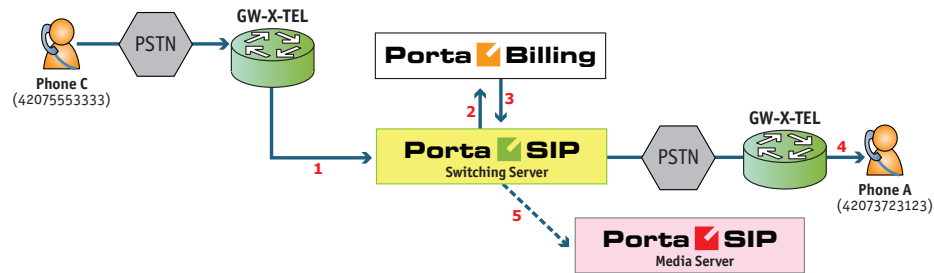 GW-X-TEL
PSTN
Phone C
(42075553333)
Porta Billing
2
3
GW-X-TEL
1
Porta SIP
Switching Server
PSTN
4
Phone A
(42073723123)
5
Porta SIP
Media Server